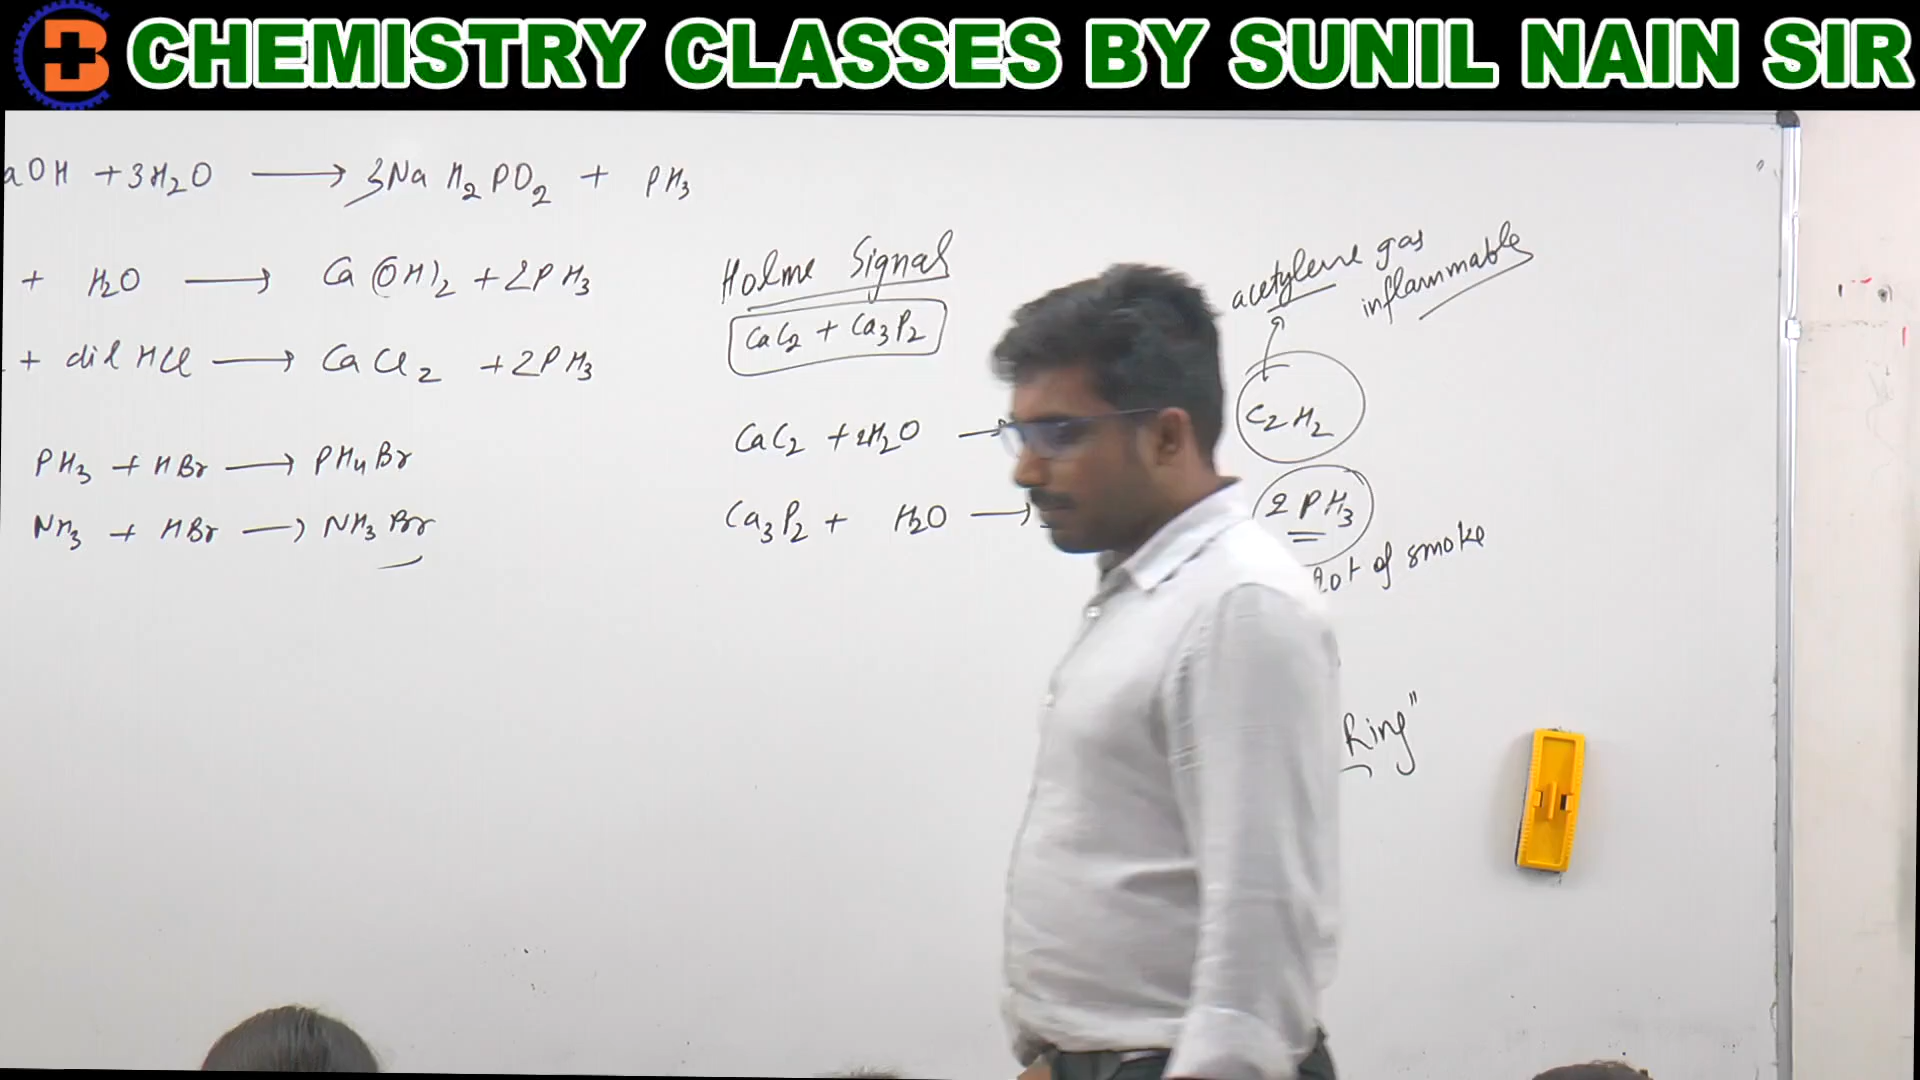 CHEMISTRY CLASSES BY SUNIL NAIN SIR
aOH + 3H₂O ⟶ 3NaH₂PO₂ + PH₃
+ H₂O ⟶ Ca(OH)₂ + 2PH₃
+ dil HCl ⟶ CaCl₂ + 2PH₃
PH₃ + HBr ⟶ PH₄Br
NH₃ + HBr ⟶ NH₃Br
Holme Signal
CaC₂ + Ca₃P₂
CaC₂ + 2H₂O ⟶ C₂H₂
Ca₃P₂ + H₂O ⟶ 2PH₃
acetylene gas
inflammable
lot of smoke
Ring"